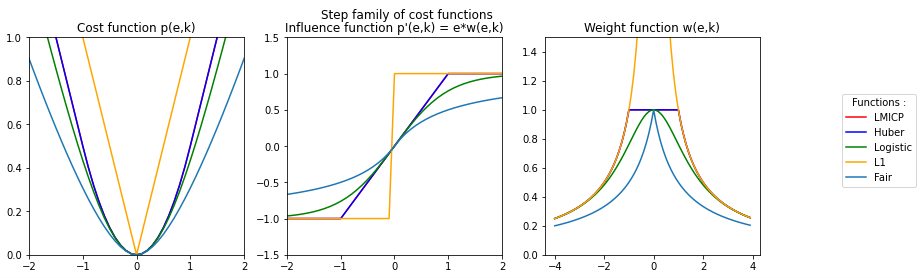 Step family of cost functions
Cost function p(e,k)
1.0
0.8
0.6
0.4
0.2
0.0
−2 −1 0 1 2
Influence function p'(e,k) = e*w(e,k)
1.5
1.0
0.5
0.0
−0.5
−1.0
−1.5
−2 −1 0 1 2
Weight function w(e,k)
1.4
1.2
1.0
0.8
0.6
0.4
0.2
0.0
−4 −2 0 2 4
Functions :
LMICP
Huber
Logistic
L1
Fair